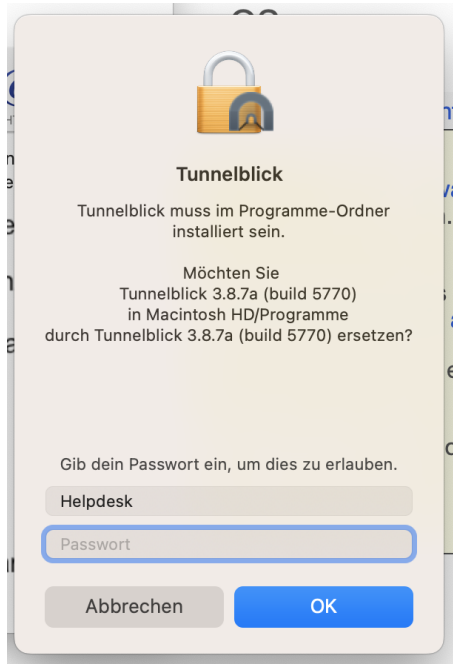 Tunnelblick
Tunnelblick muss im Programme-Ordner
installiert sein.
Möchten Sie
Tunnelblick 3.8.7a (build 5770)
in Macintosh HD/Programme
durch Tunnelblick 3.8.7a (build 5770) ersetzen?
Gib dein Passwort ein, um dies zu erlauben.
Helpdesk
Passwort
Abbrechen
OK